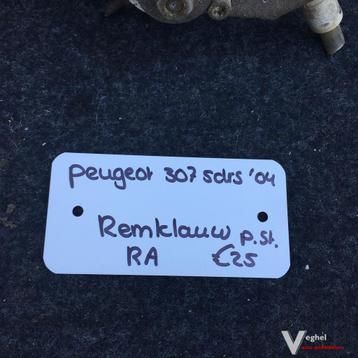 Peugeot 307 5drs '04
Remklauw p.st.
RA €25
Veghel